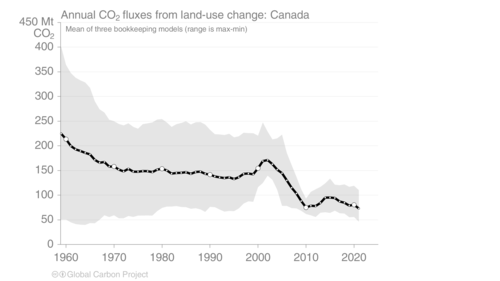 Annual CO₂ fluxes from land-use change: Canada
450 Mt
CO₂
Mean of three bookkeeping models (range is max-min)
400
350
300
250
200
150
100
50
0
1960 1970 1980 1990 2000 2010 2020
Global Carbon Project